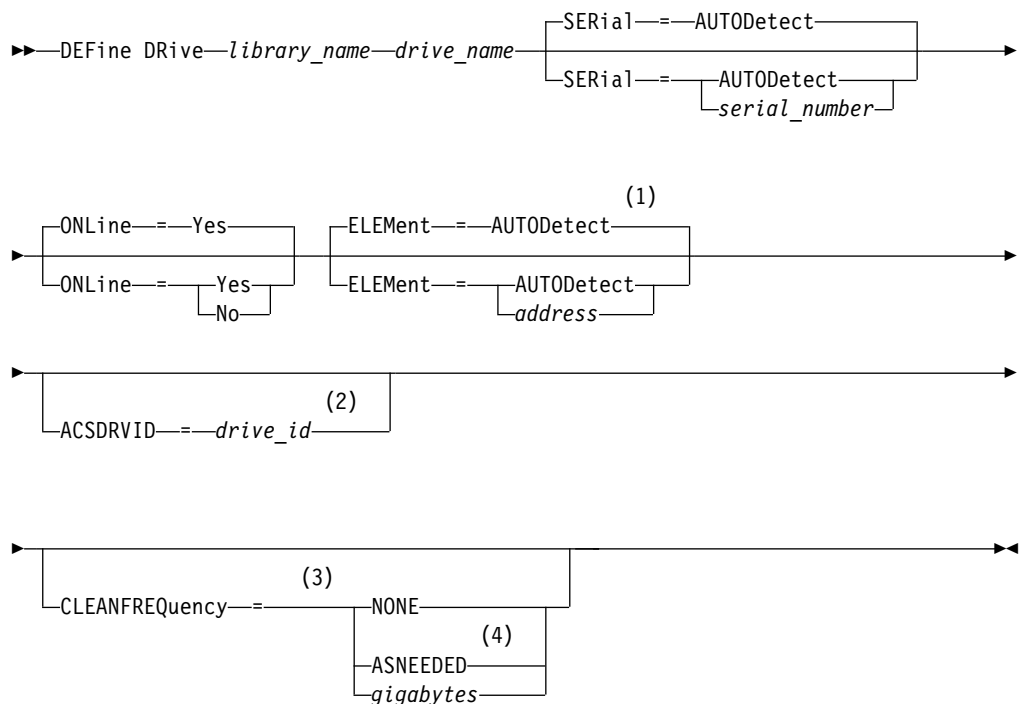 SERial = AUTODetect
DEFine DRive library_name drive_name
SERial = AUTODetect
serial_number
(1)
ONLine = Yes ELEMent = AUTODetect
ONLine = Yes ELEMent = AUTODetect
No address
(2)
ACSDRVID = drive_id
(3)
CLEANFREQuency = NONE
(4)
ASNEEDED
gigabytes